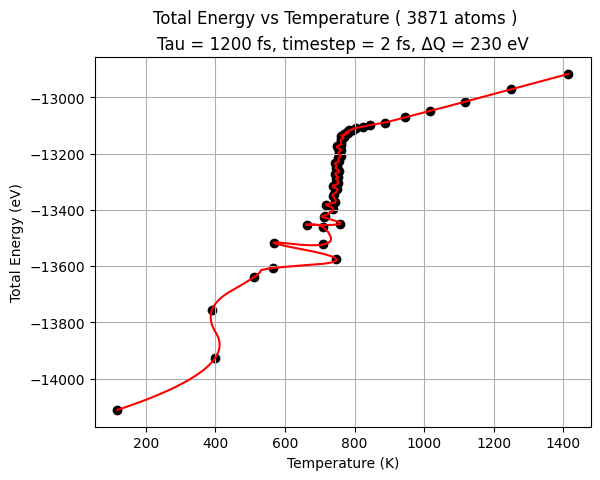 Total Energy vs Temperature ( 3871 atoms )
Tau = 1200 fs, timestep = 2 fs, ΔQ = 230 eV
Total Energy (eV)
−13000
−13200
−13400
−13600
−13800
−14000
200 400 600 800 1000 1200 1400
Temperature (K)